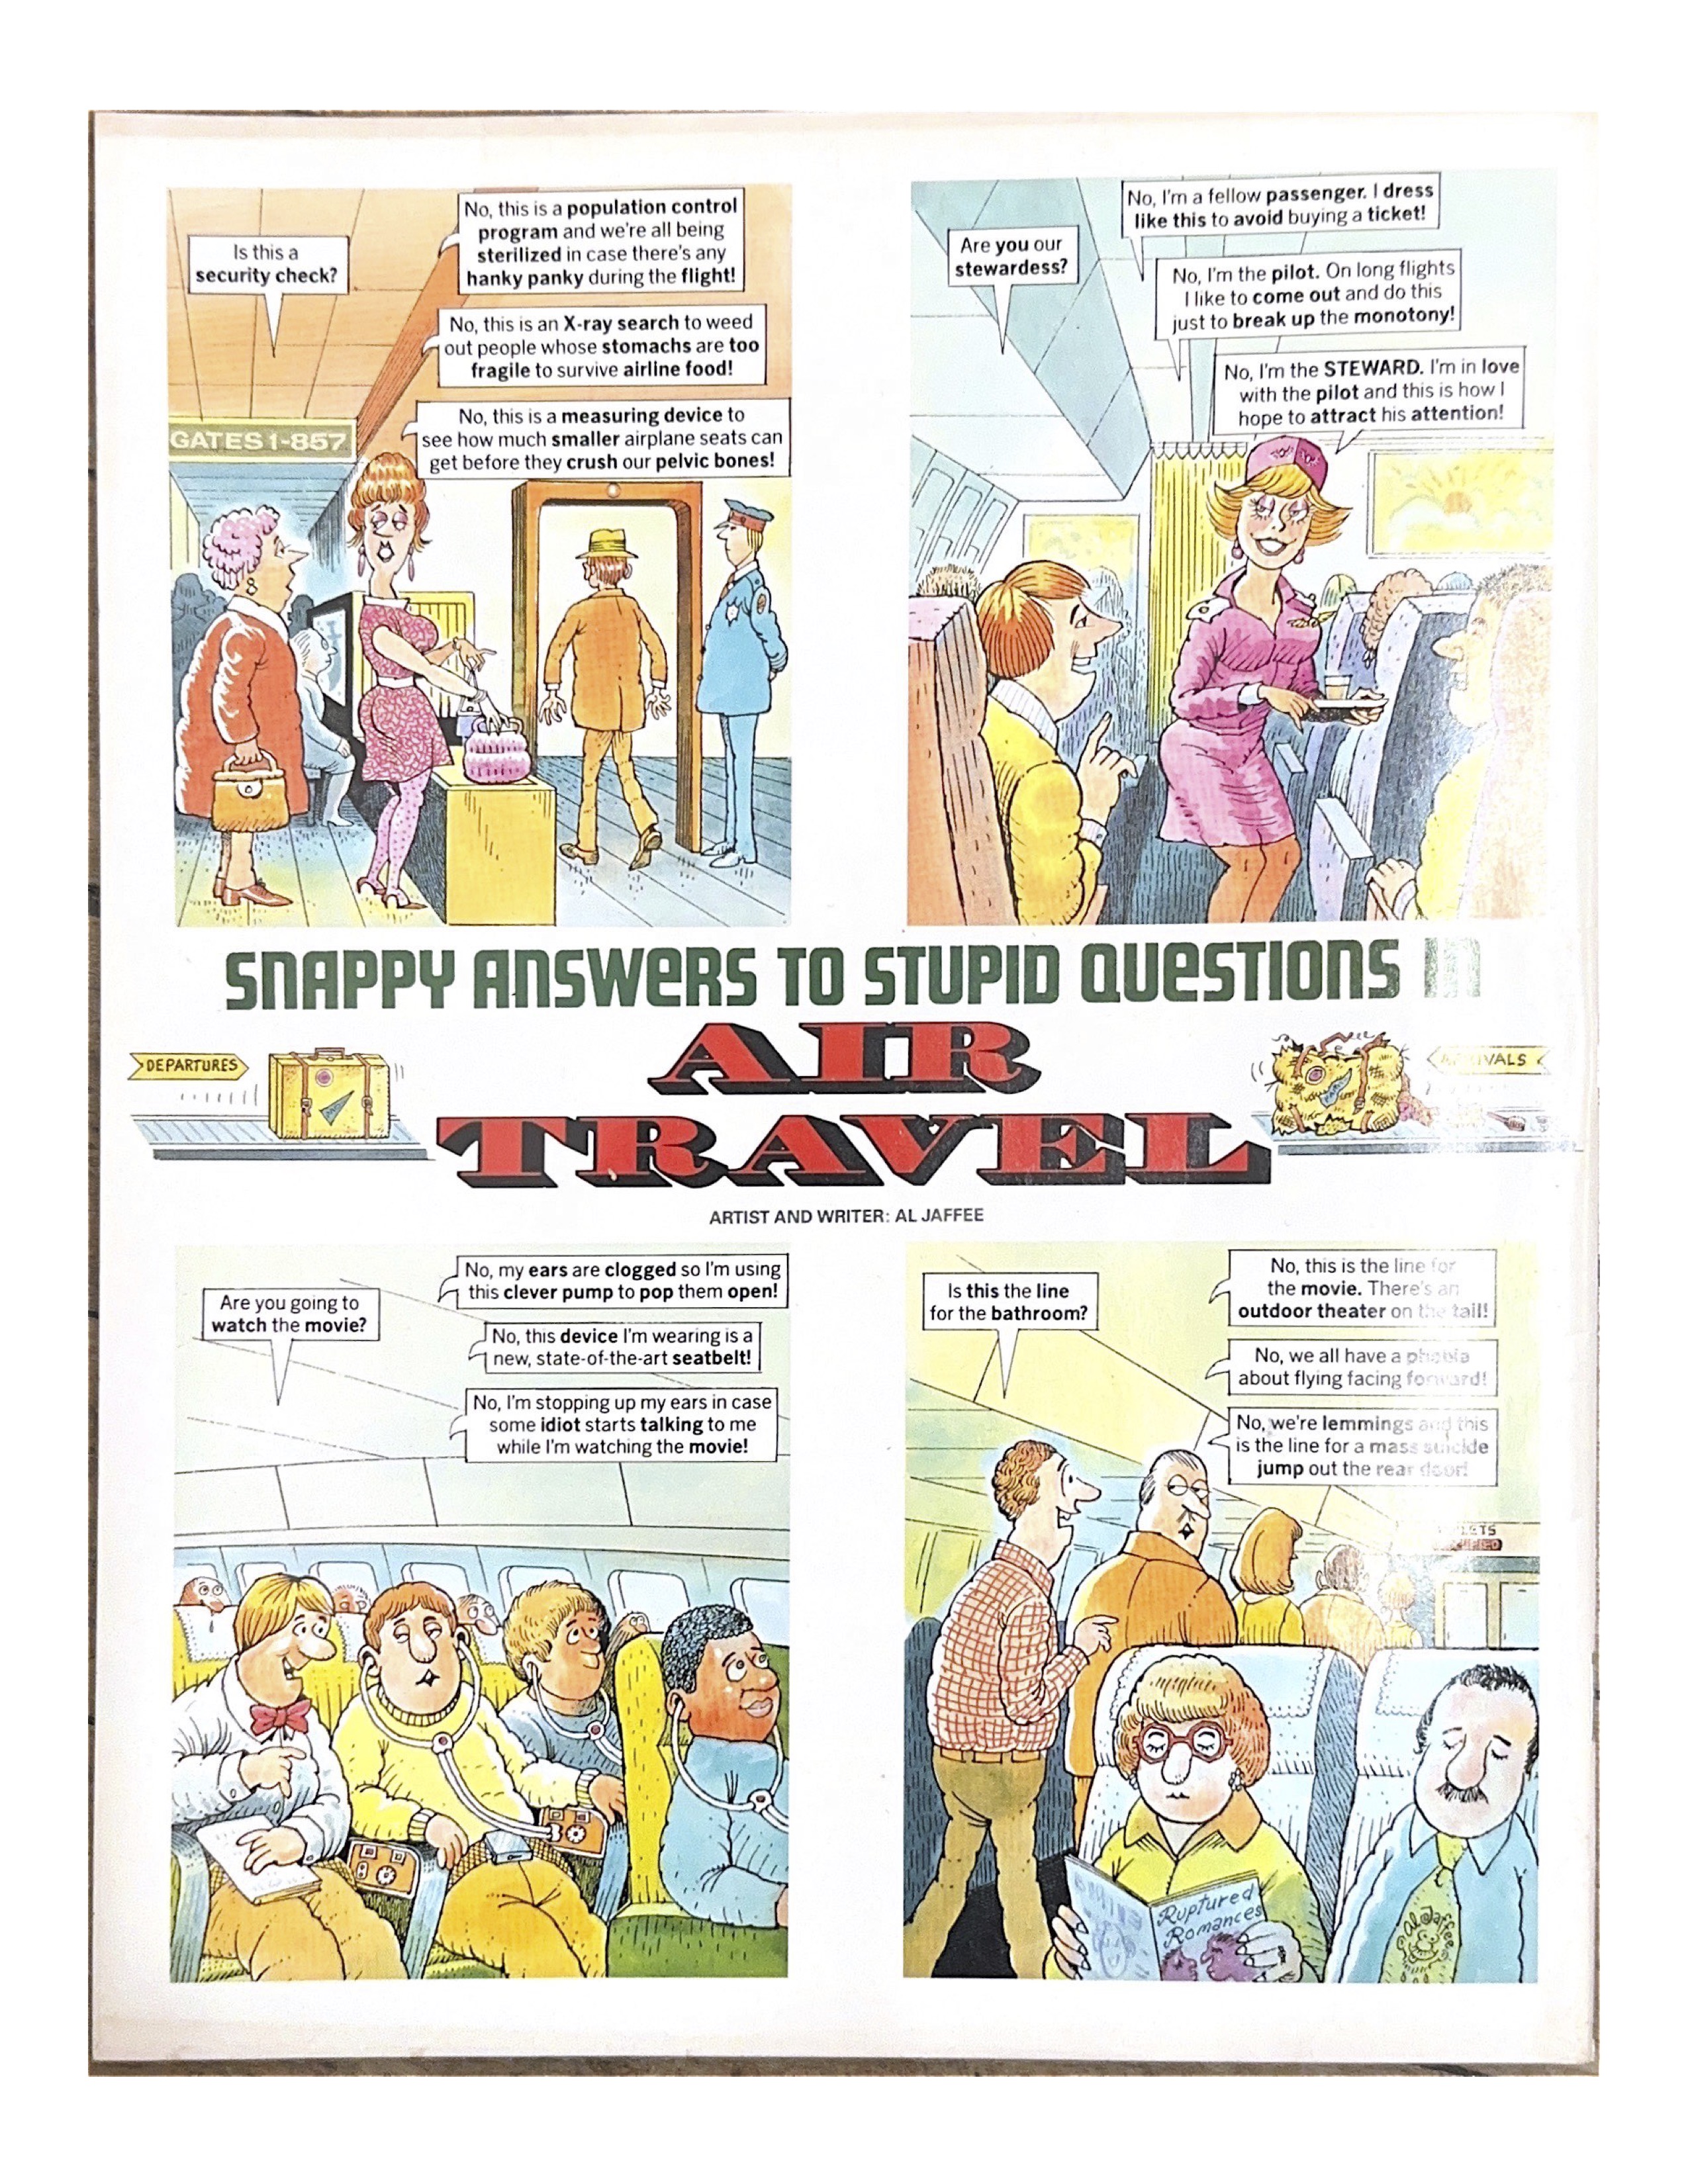 Is this a
security check?
No, this is a population control
program and we're all being
sterilized in case there's any
hanky panky during the flight!
No, this is an X-ray search to weed
out people whose stomachs are too
fragile to survive airline food!
No, this is a measuring device to
see how much smaller airplane seats can
get before they crush our pelvic bones!
GATES 1-857
Are you our
stewardess?
No, I'm a fellow passenger. I dress
like this to avoid buying a ticket!
No, I'm the pilot. On long flights
I like to come out and do this
just to break up the monotony!
No, I'm the STEWARD. I'm in love
with the pilot and this is how I
hope to attract his attention!
SNAPPY ANSWERS TO STUPID QUESTIONS IN
AIR
TRAVEL
DEPARTURES
ARRIVALS
ARTIST AND WRITER: AL JAFFEE
Are you going to
watch the movie?
No, my ears are clogged so I'm using
this clever pump to pop them open!
No, this device I'm wearing is a
new, state-of-the-art seatbelt!
No, I'm stopping up my ears in case
some idiot starts talking to me
while I'm watching the movie!
Is this the line
for the bathroom?
No, this is the line for
the movie. There's an
outdoor theater on the tail!
No, we all have a phobia
about flying facing forward!
No, we're lemmings and this
is the line for a mass suicide
jump out the rear door!
Ruptured
Romances
Al Jaffee